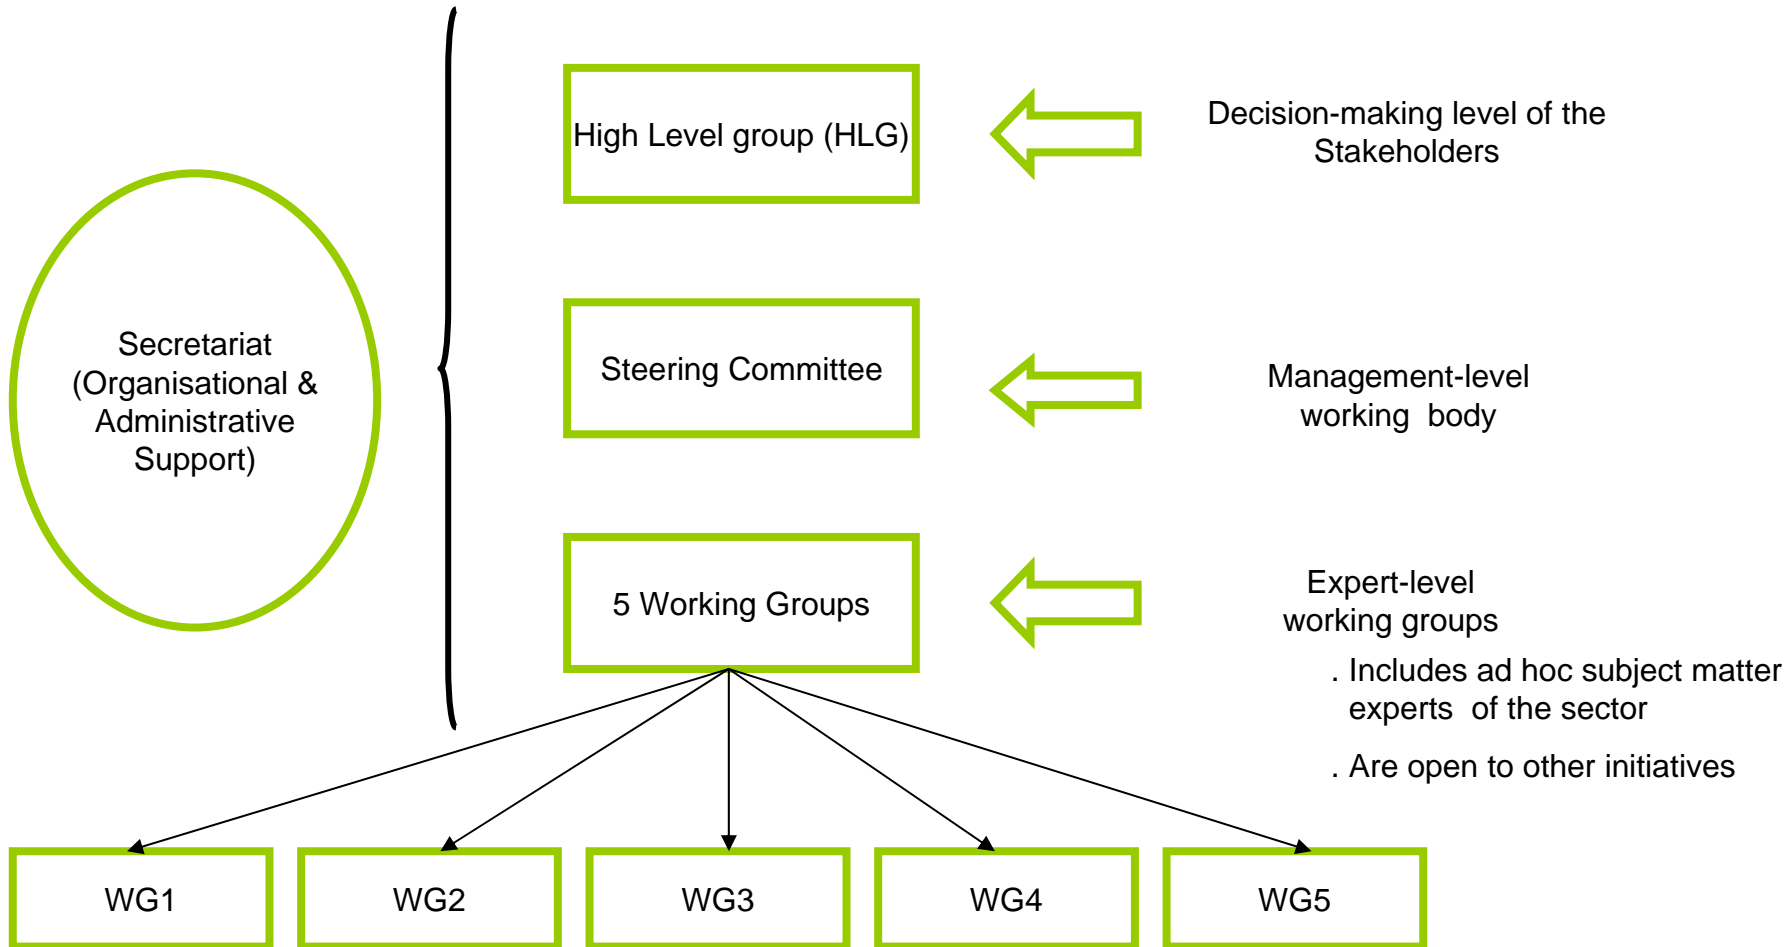 High Level group (HLG)
Decision-making level of the
Stakeholders
Secretariat
(Organisational &
Administrative
Support)
Steering Committee
Management-level
working  body
5 Working Groups
Expert-level
working groups
. Includes ad hoc subject matter
experts  of the sector
. Are open to other initiatives
WG1
WG2
WG3
WG4
WG5